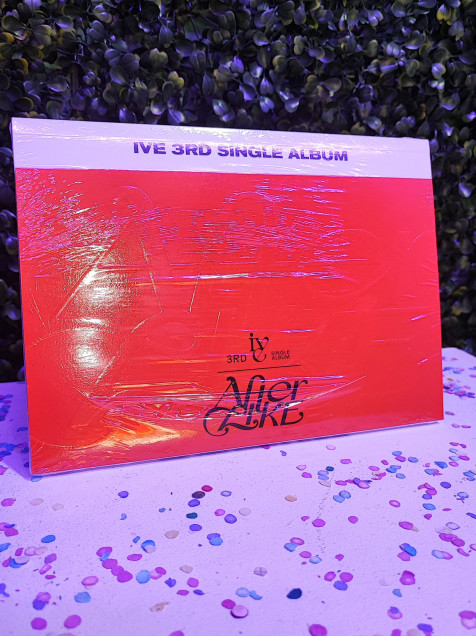 IVE 3RD SINGLE ALBUM
ive
3RD SINGLE
ALBUM
After
LIKE